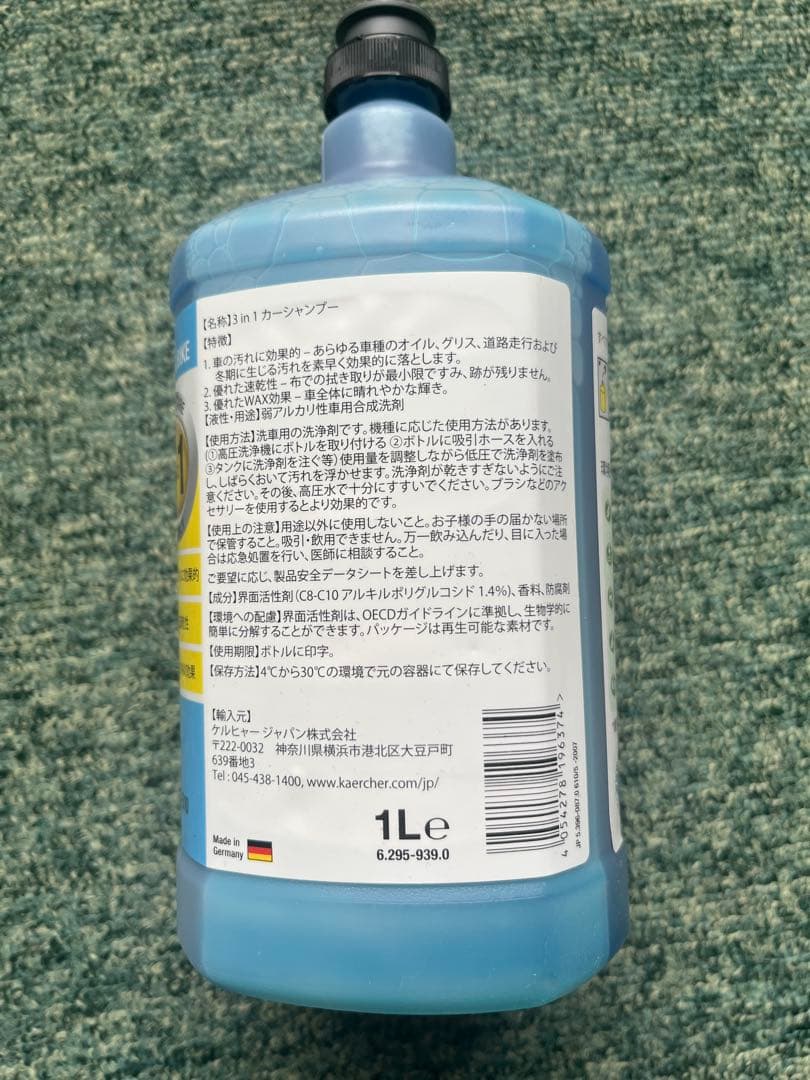 【名称】3 in 1 カーシャンプー
【特徴】
1. 車の汚れに効果的 – あらゆる車種のオイル、グリス、道路走行および
冬期に生じる汚れを素早く効果的に落とします。
2. 優れた速乾性 – 布での拭き取りが最小限ですみ、跡が残りません。
3. 優れたWAX効果 – 車全体に晴れやかな輝き。
【液性・用途】弱アルカリ性車用合成洗剤
【使用方法】洗車用の洗浄剤です。機種に応じた使用方法があります。
(①高圧洗浄機にボトルを取り付ける ②ボトルに吸引ホースを入れる
③タンクに洗浄剤を注ぐ等) 使用量を調整しながら低圧で洗浄剤を塗布
し、しばらくおいて汚れを浮かせます。洗浄剤が乾きすぎないようにご注
意ください。その後、高圧水で十分にすすいでください。ブラシなどのアク
セサリーを使用するとより効果的です。
【使用上の注意】用途以外に使用しないこと。お子様の手の届かない場所
で保管すること。吸引・飲用できません。万一飲み込んだり、目に入った場
合は応急処置を行い、医師に相談すること。
ご要望に応じ、製品安全データシートを差し上げます。
【成分】界面活性剤 (C8-C10 アルキルポリグルコシド 1.4%)、香料、防腐剤
【環境への配慮】界面活性剤は、OECDガイドラインに準拠し、生物学的に
簡単に分解することができます。パッケージは再生可能な素材です。
【使用期限】ボトルに印字。
【保存方法】4℃から30℃の環境で元の容器にて保存してください。
【輸入元】
ケルヒャー ジャパン株式会社
〒222-0032 神奈川県横浜市港北区大豆戸町
639番地3
Tel : 045-438-1400, www.kaercher.com/jp/
1L e
6.295-939.0
Made in
Germany
4 054278 196374 >
JP 5.396-087.0 610/5 -2007
効果的
性
効果